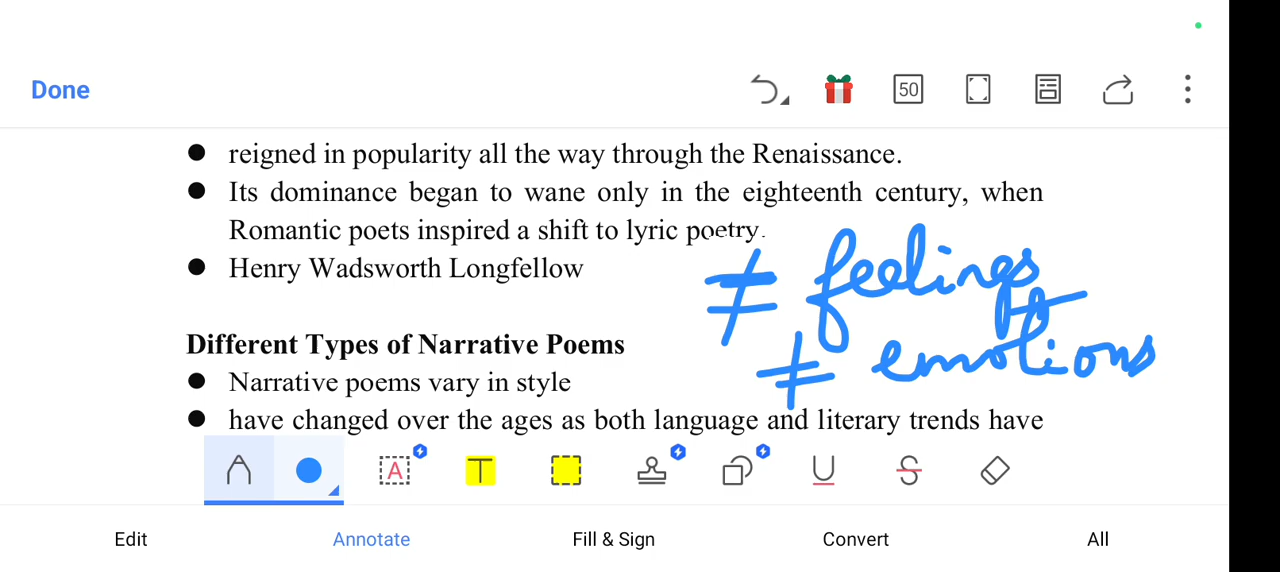 Done
50
● reigned in popularity all the way through the Renaissance.
● Its dominance began to wane only in the eighteenth century, when
Romantic poets inspired a shift to lyric poetry.
● Henry Wadsworth Longfellow
≠ feelings
≠ emotions
Different Types of Narrative Poems
● Narrative poems vary in style
● have changed over the ages as both language and literary trends have
A T U S
Edit Annotate Fill & Sign Convert All